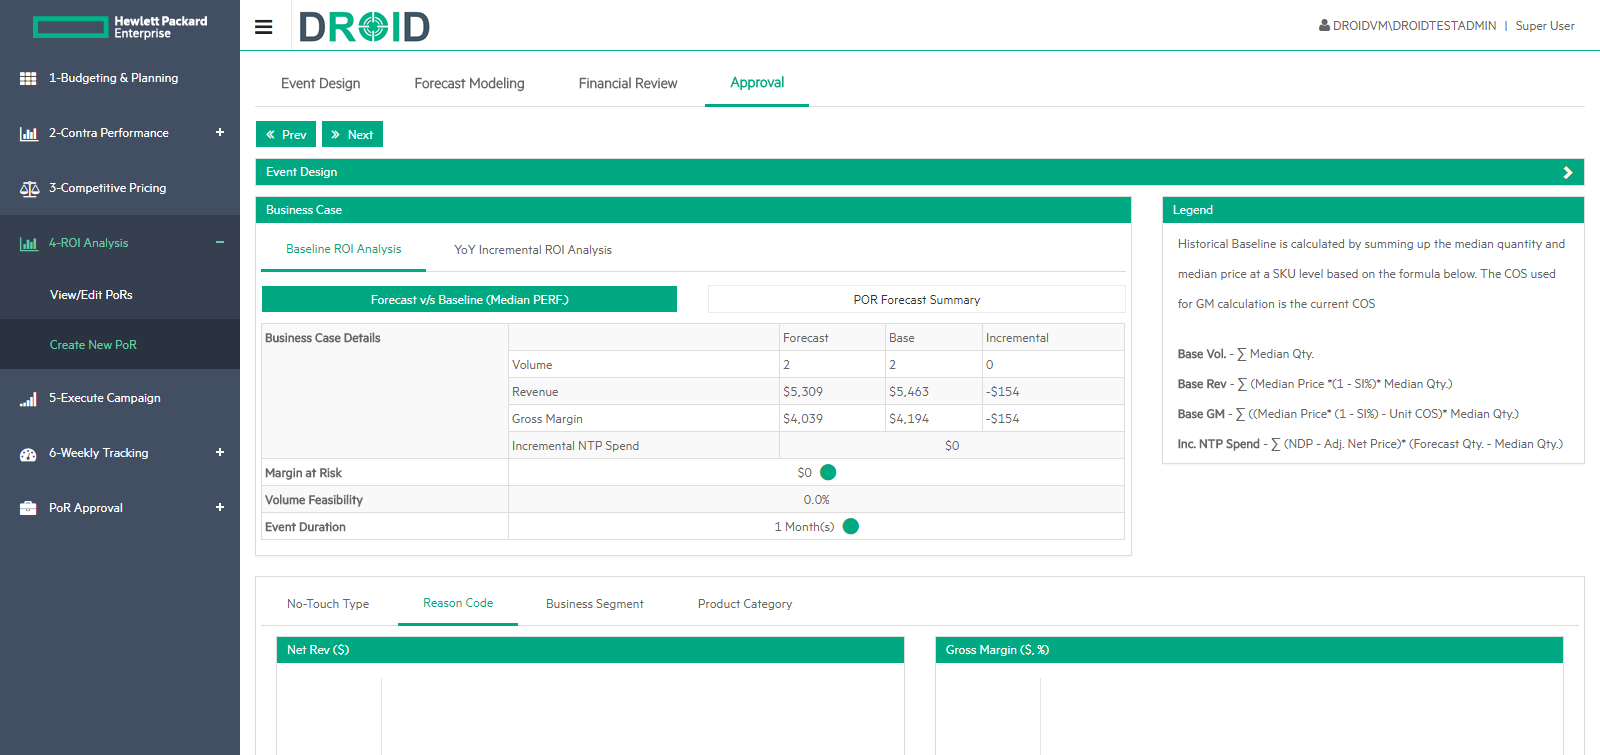 Hewlett Packard
Enterprise
DROID
DROIDVM\DROIDTESTADMIN | Super User
1-Budgeting & Planning
2-Contra Performance +
3-Competitive Pricing
4-ROI Analysis −
View/Edit PoRs
Create New PoR
5-Execute Campaign
6-Weekly Tracking +
PoR Approval +
Event Design Forecast Modeling Financial Review Approval
« Prev » Next
Event Design
Business Case
Baseline ROI Analysis YoY Incremental ROI Analysis
Forecast v/s Baseline (Median PERF.) POR Forecast Summary
Business Case Details Forecast Base Incremental
Volume 2 2 0
Revenue $5,309 $5,463 -$154
Gross Margin $4,039 $4,194 -$154
Incremental NTP Spend $0
Margin at Risk $0
Volume Feasibility 0.0%
Event Duration 1 Month(s)
Legend
Historical Baseline is calculated by summing up the median quantity and
median price at a SKU level based on the formula below. The COS used
for GM calculation is the current COS
Base Vol. - ∑ Median Qty.
Base Rev - ∑ (Median Price *(1 - SI%)* Median Qty.)
Base GM - ∑ ((Median Price* (1 - SI%) - Unit COS)* Median Qty.)
Inc. NTP Spend - ∑ (NDP - Adj. Net Price)* (Forecast Qty. - Median Qty.)
No-Touch Type Reason Code Business Segment Product Category
Net Rev ($)
Gross Margin ($, %)